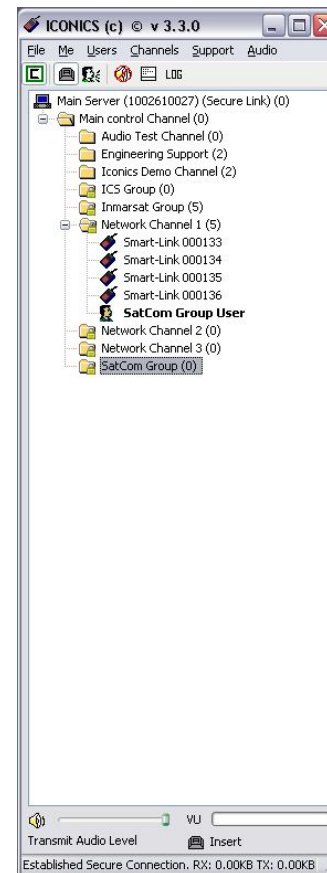 ICONICS (c) © v 3.3.0
File Me Users Channels Support Audio
LOG
Main Server (1002610027) (Secure Link) (0)
Main control Channel (0)
Audio Test Channel (0)
Engineering Support (2)
Iconics Demo Channel (2)
ICS Group (0)
Inmarsat Group (5)
Network Channel 1 (5)
Smart-Link 000133
Smart-Link 000134
Smart-Link 000135
Smart-Link 000136
SatCom Group User
Network Channel 2 (0)
Network Channel 3 (0)
SatCom Group (0)
VU
Transmit Audio Level Insert
Established Secure Connection. RX: 0.00KB TX: 0.00KB